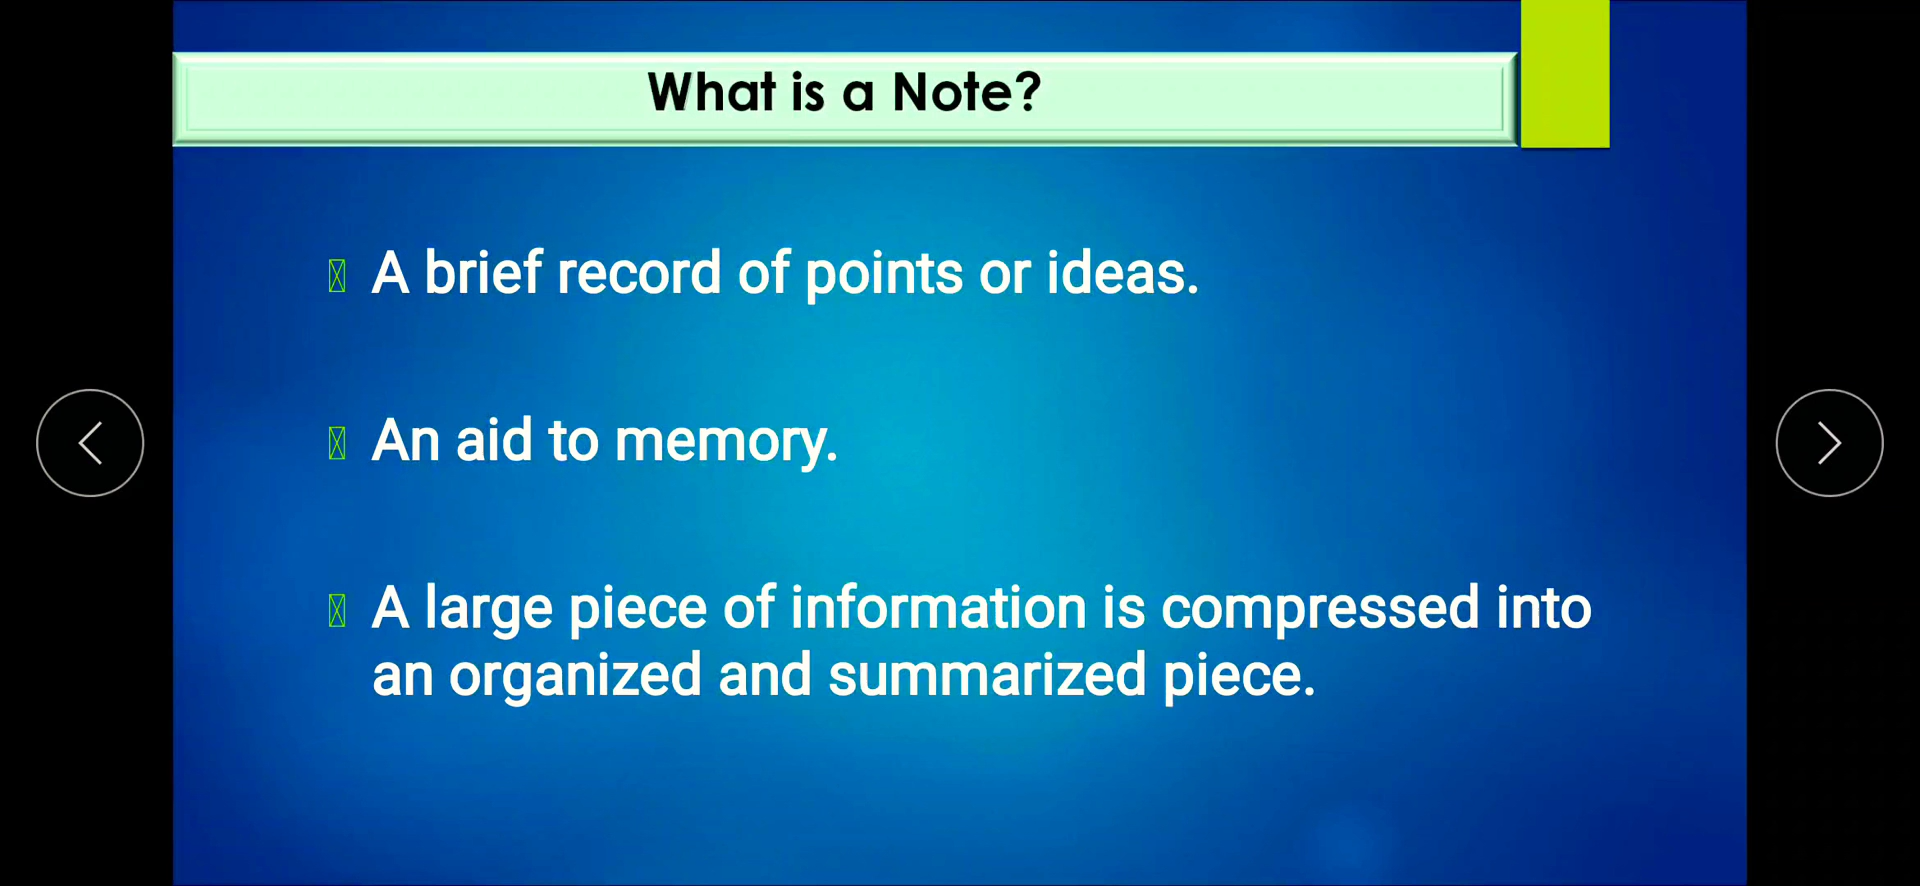 What is a Note?
A brief record of points or ideas.
An aid to memory.
A large piece of information is compressed into
an organized and summarized piece.